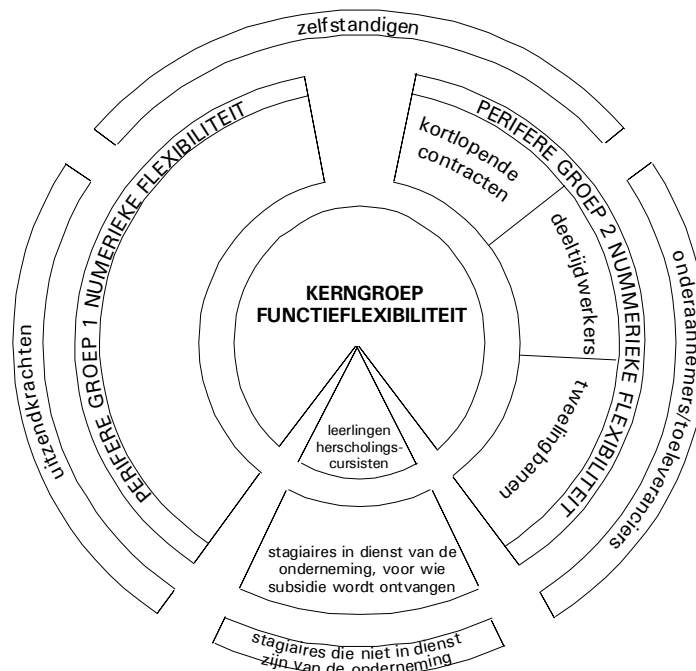 zelfstandigen
PERIFERE GROEP 1 NUMERIEKE FLEXIBILITEIT
PERIFERE GROEP 2 NUMMERIEKE FLEXIBILITEIT
kortlopende
contracten
deeltijdwerkers
tweelingbanen
uitzendkrachten
onderaannemers/toeleveranciers
KERNGROEP
FUNCTIEFLEXIBILITEIT
leerlingen
herscholings-
cursisten
stagiaires in dienst van de
onderneming, voor wie
subsidie wordt ontvangen
stagiaires die niet in dienst
zijn van de onderneming